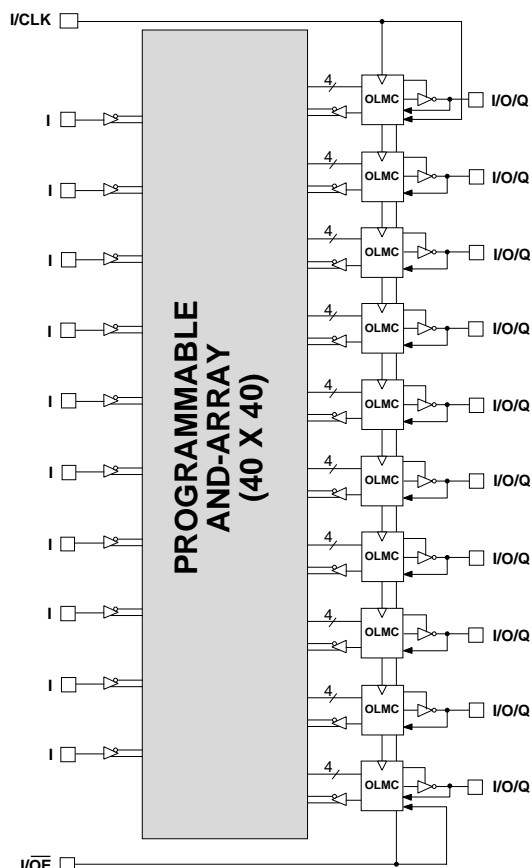 I/CLK
4
OLMC
I/O/Q
I
4
OLMC
I/O/Q
I
4
OLMC
I/O/Q
I
4
OLMC
I/O/Q
I
4
OLMC
I/O/Q
I
4
OLMC
I/O/Q
I
4
OLMC
I/O/Q
I
4
OLMC
I/O/Q
I
4
OLMC
I/O/Q
I
4
OLMC
I/O/Q
I
PROGRAMMABLE
AND-ARRAY
(40 X 40)
I/OE